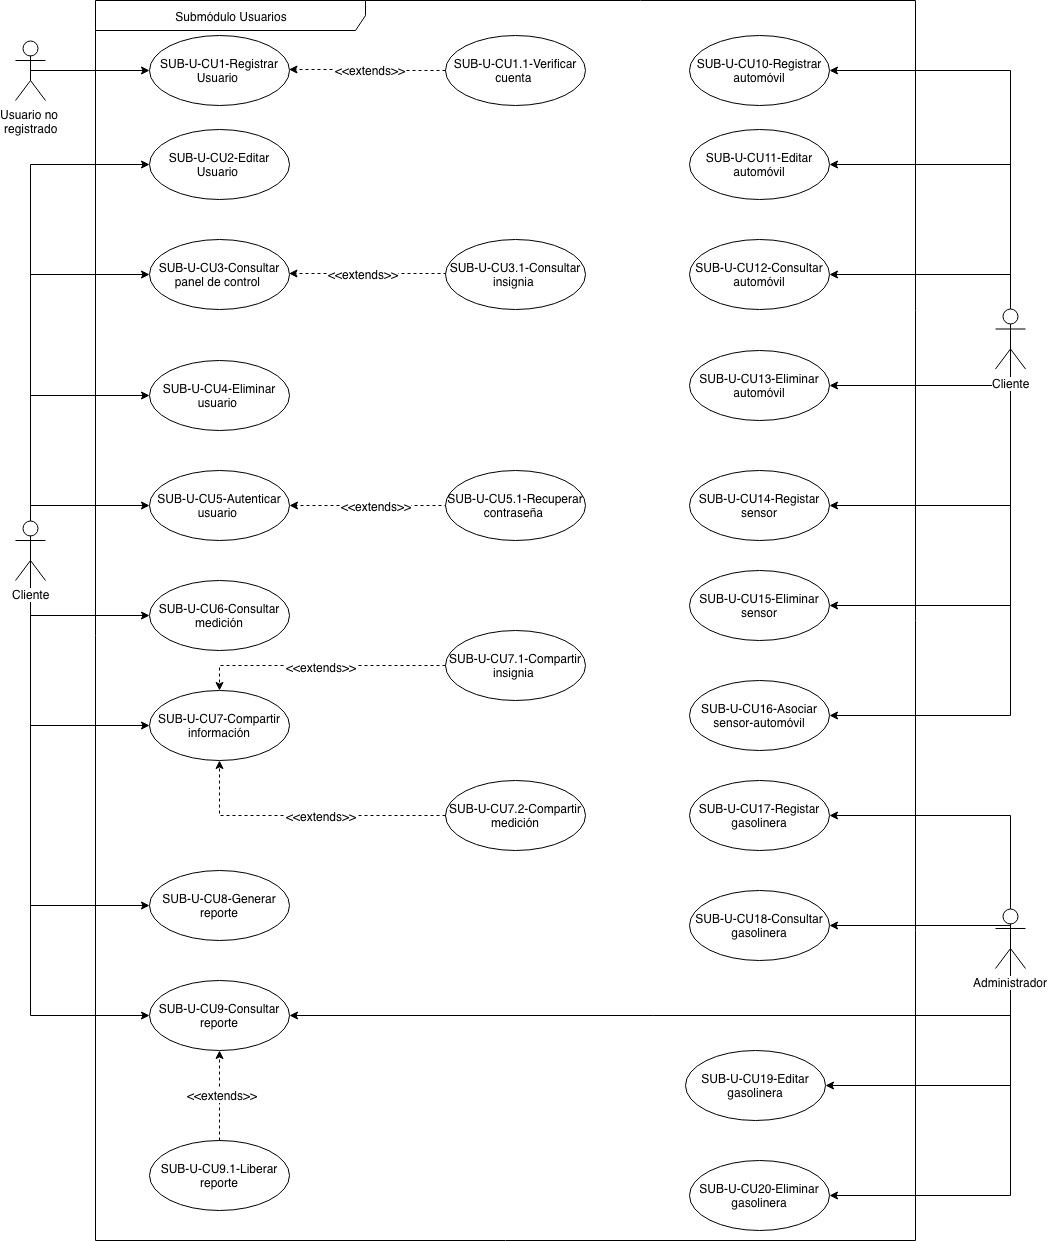 Submódulo Usuarios
Usuario no
registrado
SUB-U-CU1-Registrar
Usuario
<<extends>>
SUB-U-CU1.1-Verificar
cuenta
SUB-U-CU10-Registrar
automóvil
SUB-U-CU2-Editar
Usuario
SUB-U-CU11-Editar
automóvil
SUB-U-CU3-Consultar
panel de control
<<extends>>
SUB-U-CU3.1-Consultar
insignia
SUB-U-CU12-Consultar
automóvil
SUB-U-CU4-Eliminar
usuario
SUB-U-CU13-Eliminar
automóvil
Cliente
SUB-U-CU5-Autenticar
usuario
<<extends>>
SUB-U-CU5.1-Recuperar
contraseña
SUB-U-CU14-Registar
sensor
Cliente
SUB-U-CU6-Consultar
medición
SUB-U-CU15-Eliminar
sensor
<<extends>>
SUB-U-CU7.1-Compartir
insignia
SUB-U-CU7-Compartir
información
SUB-U-CU16-Asociar
sensor-automóvil
<<extends>>
SUB-U-CU7.2-Compartir
medición
SUB-U-CU17-Registar
gasolinera
SUB-U-CU8-Generar
reporte
SUB-U-CU18-Consultar
gasolinera
Administrador
SUB-U-CU9-Consultar
reporte
<<extends>>
SUB-U-CU19-Editar
gasolinera
SUB-U-CU9.1-Liberar
reporte
SUB-U-CU20-Eliminar
gasolinera